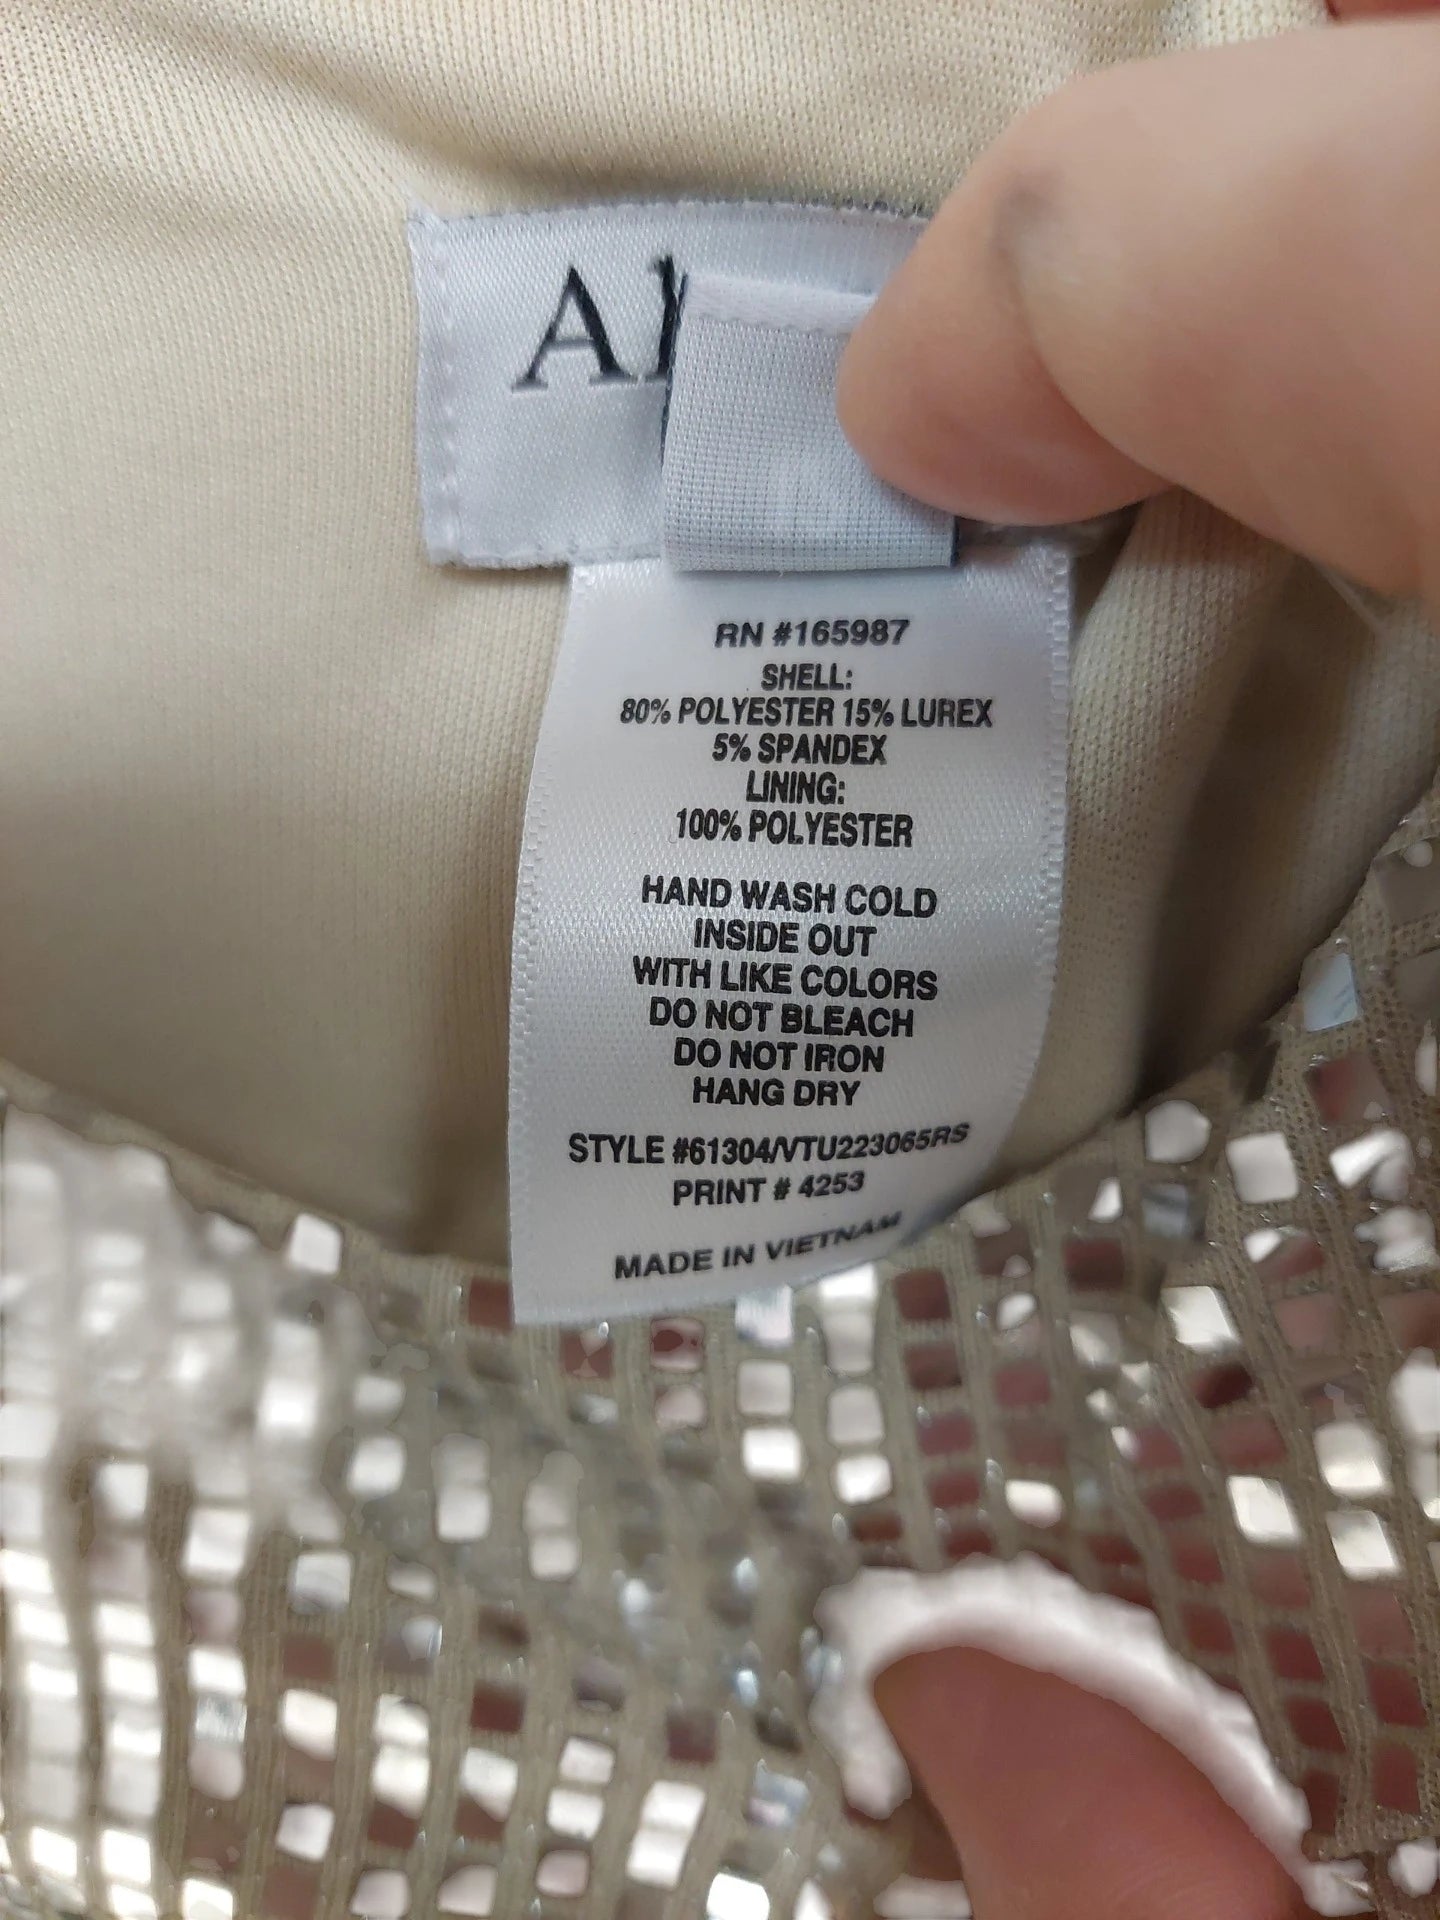 Al
RN #165987
SHELL:
80% POLYESTER 15% LUREX
5% SPANDEX
LINING:
100% POLYESTER
HAND WASH COLD
INSIDE OUT
WITH LIKE COLORS
DO NOT BLEACH
DO NOT IRON
HANG DRY
STYLE #61304/VTU223065RS
PRINT # 4253
MADE IN VIETNAM